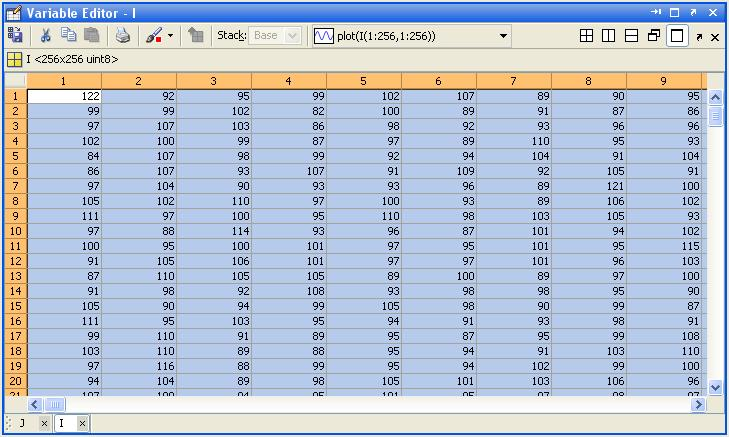 Variable Editor - I
Stack: Base plot(I(1:256,1:256))
I <256x256 uint8>
1 2 3 4 5 6 7 8 9
1 122 92 95 99 102 107 89 90 95
2 99 99 102 82 100 89 91 87 86
3 97 107 103 86 98 92 93 96 96
4 102 100 99 87 97 89 110 95 93
5 84 107 98 99 92 94 104 91 104
6 86 107 93 107 91 109 92 105 91
7 97 104 90 93 93 96 89 121 100
8 105 102 110 97 100 93 89 106 102
9 111 97 100 95 110 98 103 105 93
10 97 88 114 93 96 87 101 94 102
11 100 95 100 101 97 95 101 95 115
12 91 105 106 101 97 97 101 96 103
13 87 110 105 105 89 100 89 97 100
14 91 98 92 108 93 98 98 95 90
15 105 90 94 99 105 98 90 99 87
16 111 95 103 95 94 91 93 98 91
17 99 110 91 89 95 87 95 99 108
18 103 110 89 88 95 94 91 103 110
19 97 116 88 99 95 94 102 99 100
20 94 104 89 98 105 101 103 106 96
J I